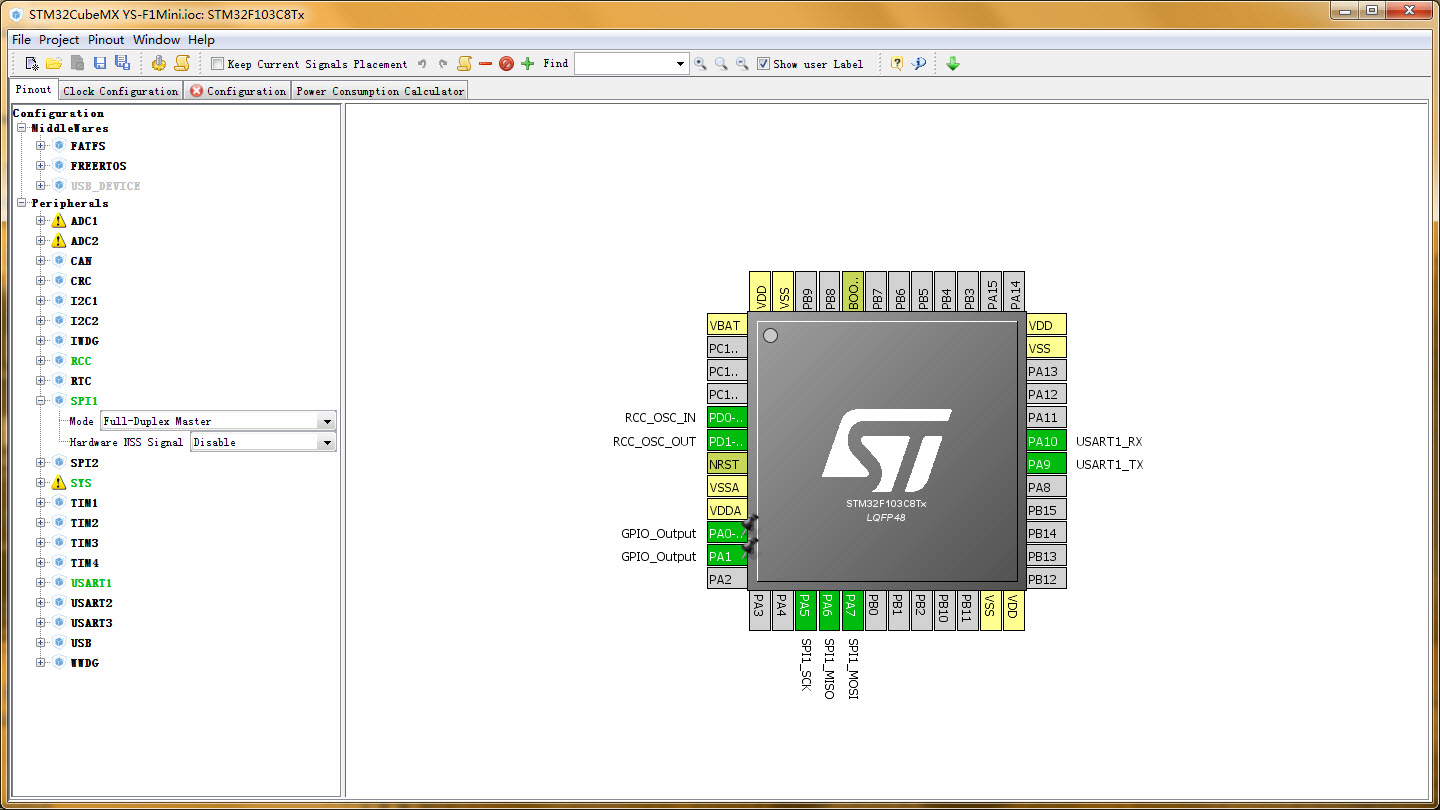 STM32CubeMX YS-F1Mini.ioc: STM32F103C8Tx
File Project Pinout Window Help
Keep Current Signals Placement Find Show user Label
Pinout Clock Configuration Configuration Power Consumption Calculator
Configuration
MiddleWares
FATFS
FREERTOS
USB_DEVICE
Peripherals
ADC1
ADC2
CAN
CRC
I2C1
I2C2
IWDG
RCC
RTC
SPI1
Mode Full-Duplex Master
Hardware NSS Signal Disable
SPI2
SYS
TIM1
TIM2
TIM3
TIM4
USART1
USART2
USART3
USB
WWDG
VDD VSS PB9 PB8 BOO.. PB7 PB6 PB5 PB4 PB3 PA15 PA14
VBAT VDD
PC1.. VSS
PC1.. PA13
PC1.. PA12
RCC_OSC_IN PD0-.. PA11
RCC_OSC_OUT PD1-.. PA10 USART1_RX
NRST PA9 USART1_TX
VSSA PA8
VDDA PB15
GPIO_Output PA0-.. PB14
GPIO_Output PA1 PB13
PA2 PB12
ST
STM32F103C8Tx
LQFP48
PA3 PA4 PA5 PA6 PA7 PB0 PB1 PB2 PB10 PB11 VSS VDD
SPI1_SCK SPI1_MISO SPI1_MOSI